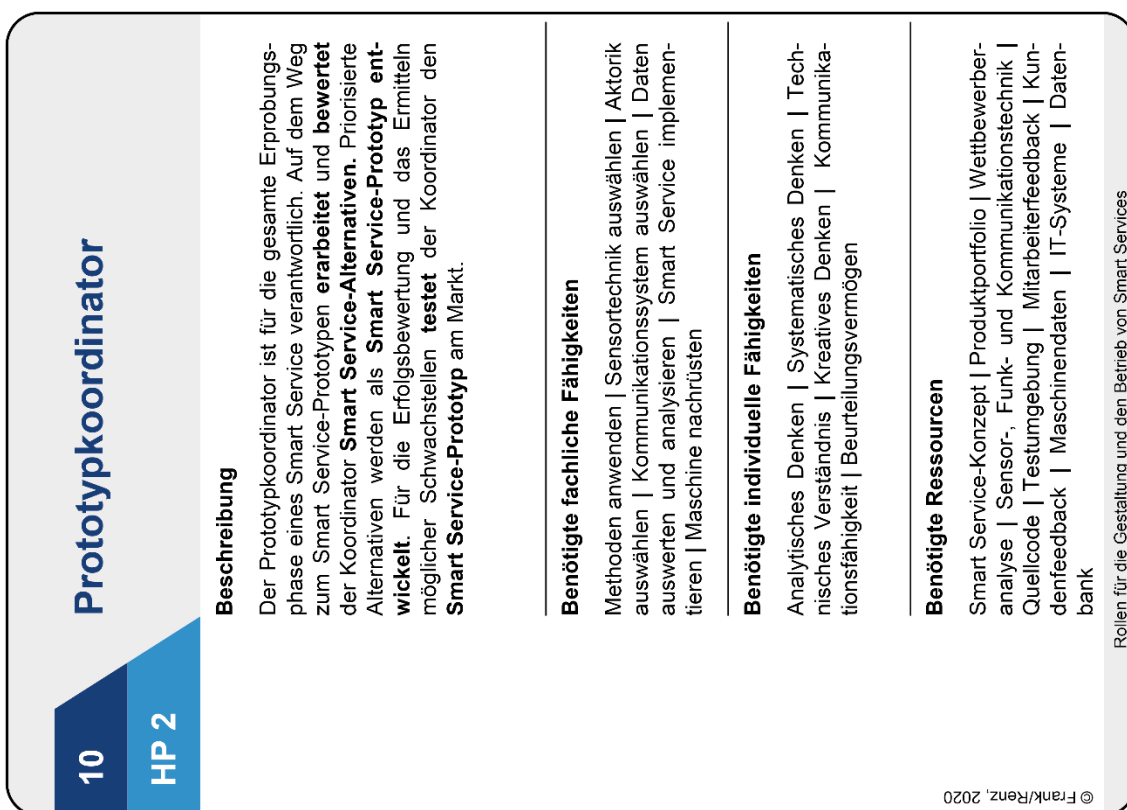 10
HP 2
Prototypkoordinator
Beschreibung
Der Prototypkoordinator ist für die gesamte Erprobungs-
phase eines Smart Service verantwortlich. Auf dem Weg
zum Smart Service-Prototypen erarbeitet und bewertet
der Koordinator Smart Service-Alternativen. Priorisierte
Alternativen werden als Smart Service-Prototyp ent-
wickelt. Für die Erfolgsbewertung und das Ermitteln
möglicher Schwachstellen testet der Koordinator den
Smart Service-Prototyp am Markt.
Benötigte fachliche Fähigkeiten
Methoden anwenden | Sensortechnik auswählen | Aktorik
auswählen | Kommunikationssystem auswählen | Daten
auswerten und analysieren | Smart Service implemen-
tieren | Maschine nachrüsten
Benötigte individuelle Fähigkeiten
Analytisches Denken | Systematisches Denken | Tech-
nisches Verständnis | Kreatives Denken | Kommunika-
tionsfähigkeit | Beurteilungsvermögen
Benötigte Ressourcen
Smart Service-Konzept | Produktportfolio | Wettbewerber-
analyse | Sensor-, Funk- und Kommunikationstechnik |
Quellcode | Testumgebung | Mitarbeiterfeedback | Kun-
denfeedback | Maschinendaten | IT-Systeme | Daten-
bank
Rollen für die Gestaltung und den Betrieb von Smart Services
© Frank/Renz, 2020